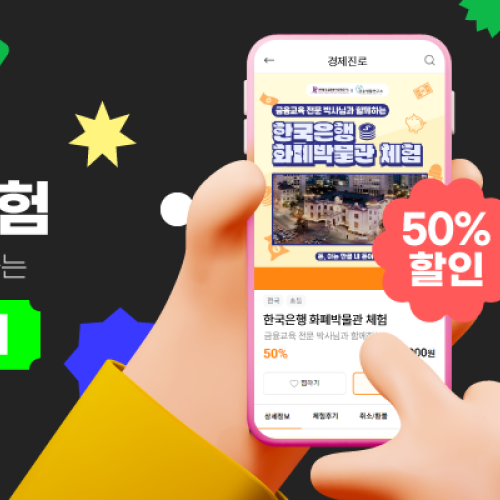 험
는
경제진로
금융교육 전문 박사님과 함께하는
한국은행
화폐박물관 체험
50%
할인
전국 초등
한국은행 화폐박물관 체험
금융교육 전문 박사님과 함께
50%
00원
찜하기
상세정보 체험후기 취소/환불